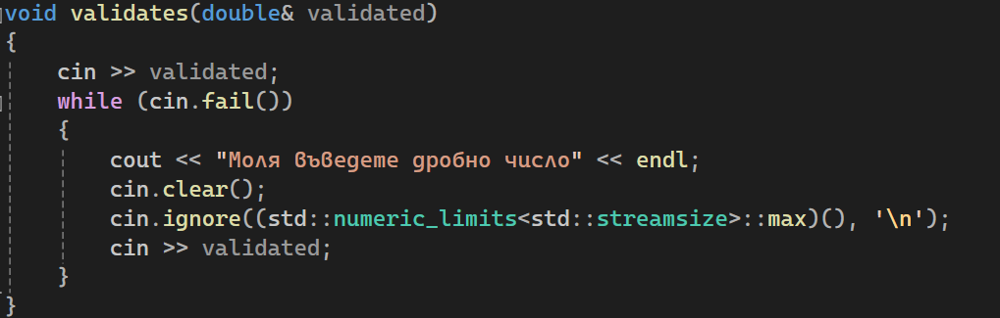 void validates(double& validated)
{
    cin >> validated;
    while (cin.fail())
    {
        cout << "Моля въведете дробно число" << endl;
        cin.clear();
        cin.ignore((std::numeric_limits<std::streamsize>::max)(), '\n');
        cin >> validated;
    }
}